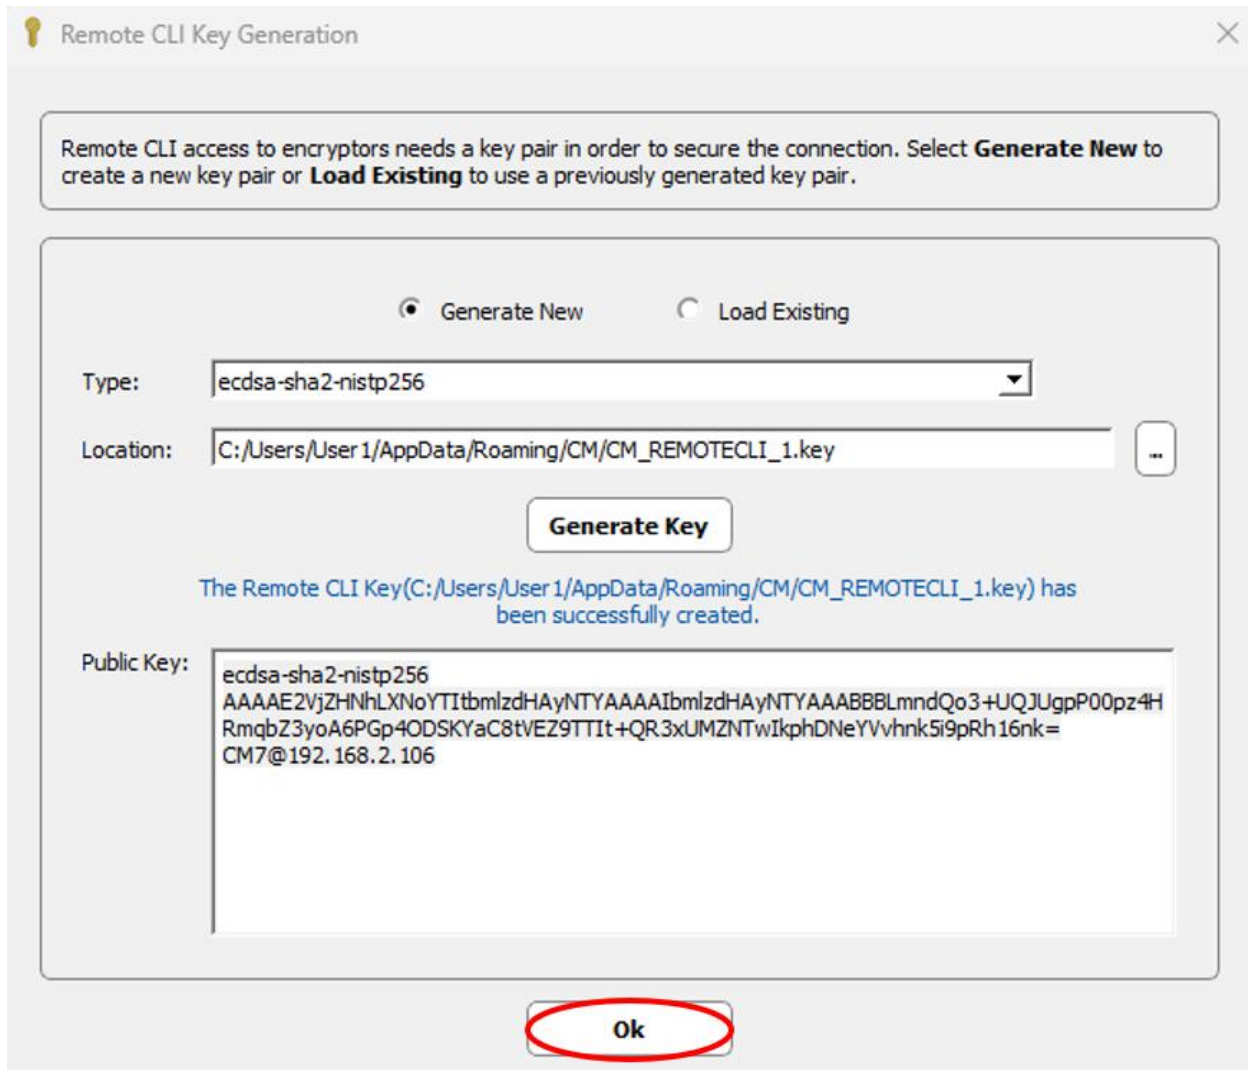 Remote CLI Key Generation
Remote CLI access to encryptors needs a key pair in order to secure the connection. Select Generate New to
create a new key pair or Load Existing to use a previously generated key pair.
Generate New Load Existing
Type: ecdsa-sha2-nistp256
Location: C:/Users/User1/AppData/Roaming/CM/CM_REMOTECLI_1.key ...
Generate Key
The Remote CLI Key(C:/Users/User1/AppData/Roaming/CM/CM_REMOTECLI_1.key) has
been successfully created.
Public Key: ecdsa-sha2-nistp256
AAAAE2VjZHNhLXNoYTItbmlzdHAyNTYAAAAIbmlzdHAyNTYAAABBBLmndQo3+UQJUgpP00pz4H
RmqbZ3yoA6PGp4ODSKYaC8tVEZ9TTIt+QR3xUMZNTwIkphDNeYVvhnk5i9pRh16nk=
CM7@192.168.2.106
Ok